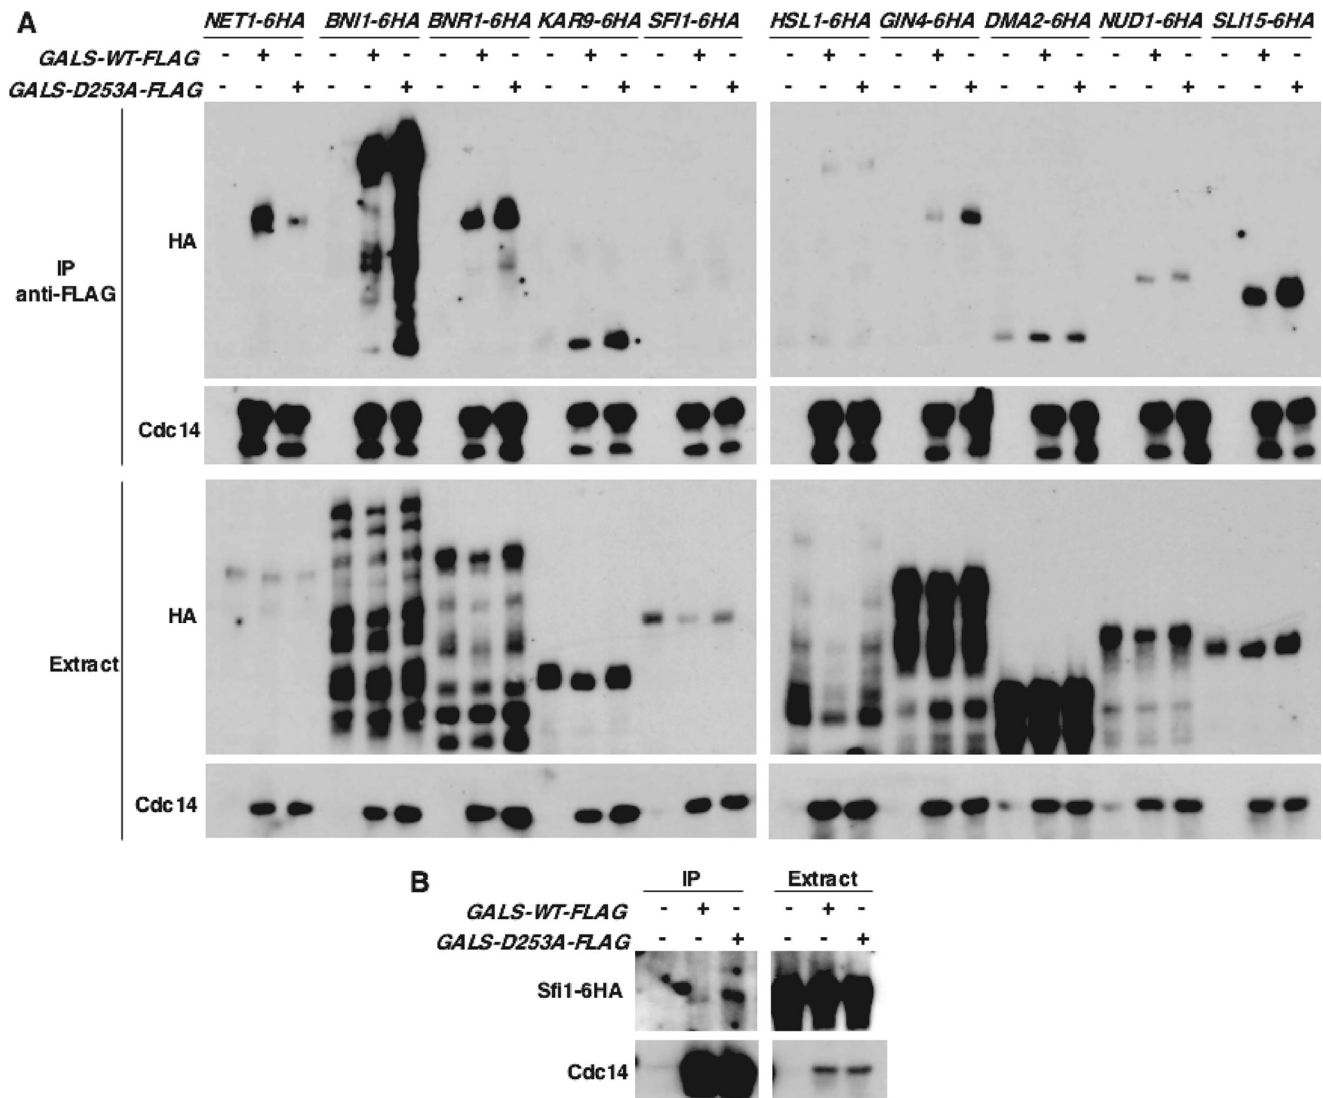 A
NET1-6HA BNI1-6HA BNR1-6HA KAR9-6HA SFI1-6HA HSL1-6HA GIN4-6HA DMA2-6HA NUD1-6HA SLI15-6HA
GALS-WT-FLAG - + - - + - - + - - + - - + - - + - - + - - + - - + - - + -
GALS-D253A-FLAG - - + - - + - - + - - + - - + - - + - - + - - + - - + - - +
HA
IP
anti-FLAG
Cdc14
HA
Extract
Cdc14
B
IP Extract
GALS-WT-FLAG - + - - + -
GALS-D253A-FLAG - - + - - +
Sfi1-6HA
Cdc14